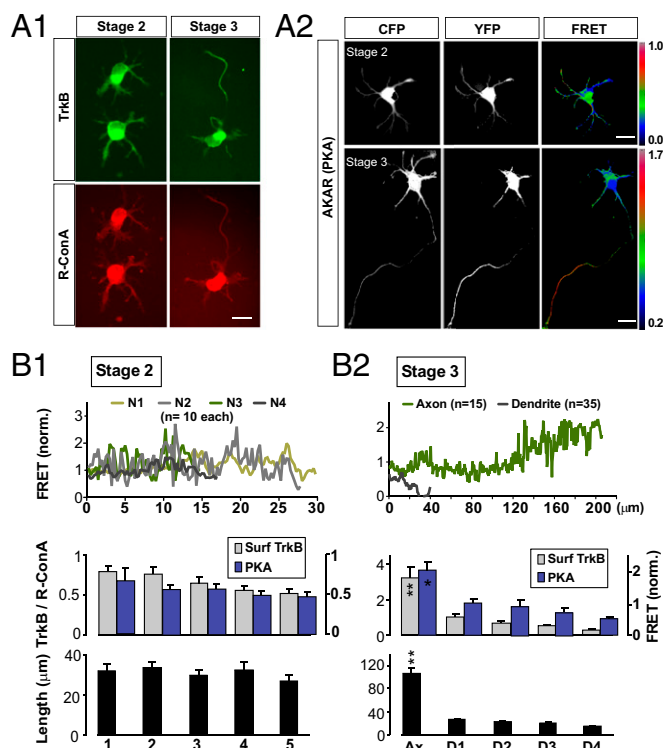 A1
Stage 2
Stage 3
TrkB
R-ConA
A2
CFP
YFP
FRET
AKAR (PKA)
Stage 2
Stage 3
1.0
0.0
1.7
0.2
B1
Stage 2
N1
N2
N3
N4
(n= 10 each)
FRET (norm.)
3
2
1
0
0
5
10
15
20
25
30
Surf TrkB
PKA
TrkB / R-ConA
1
0.5
0
1
0.5
0
Length (μm)
80
40
0
1
2
3
4
5
B2
Stage 3
Axon (n=15)
Dendrite (n=35)
2
1
0
0
40
80
120
160
200
(μm)
Surf TrkB
PKA
4
2
0
FRET (norm.)
2
1
0
**
*
120
80
40
0
**
Ax
D1
D2
D3
D4